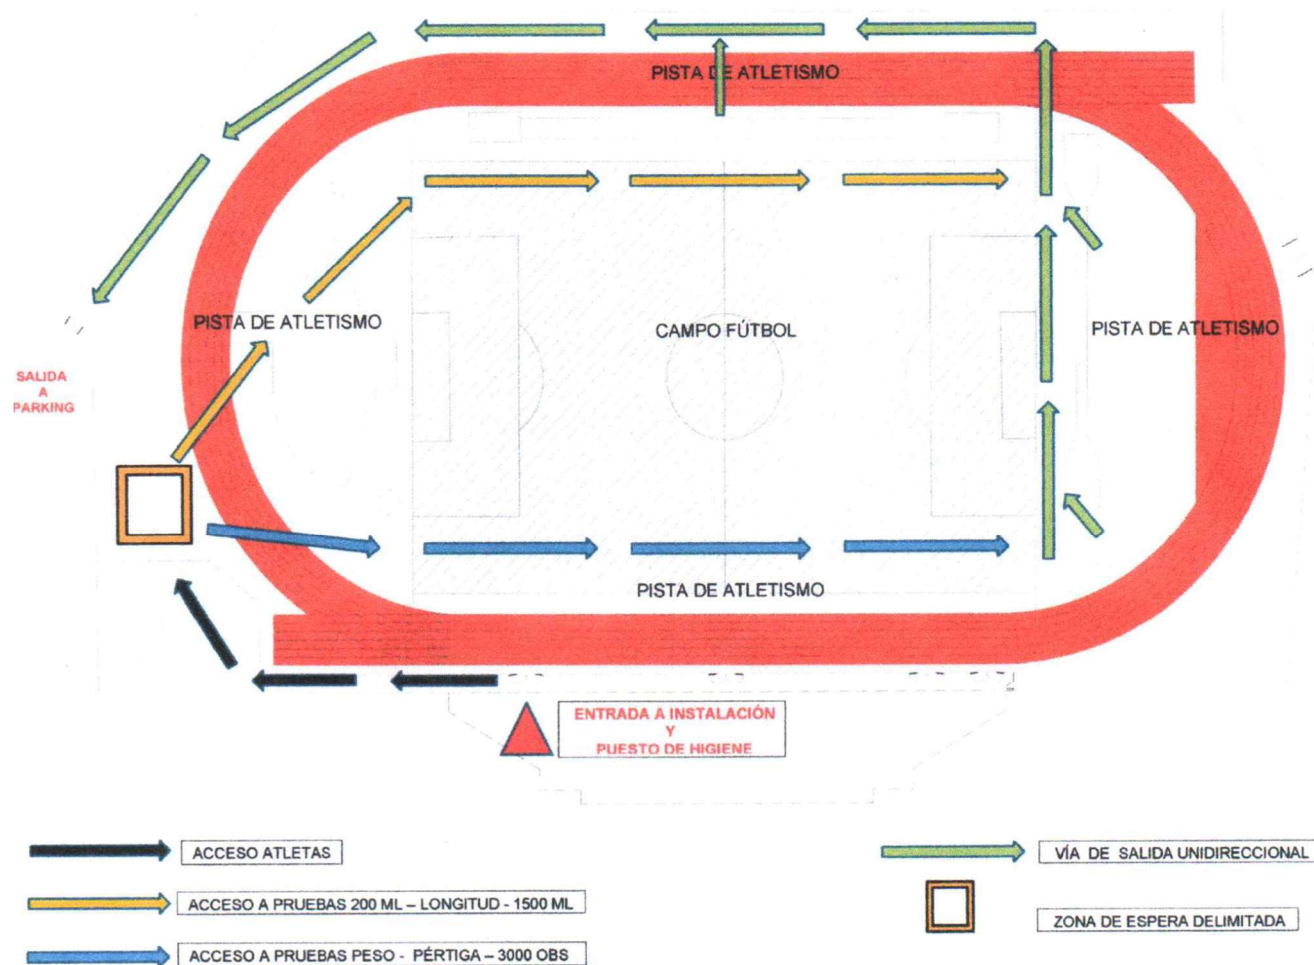 PISTA DE ATLETISMO
PISTA DE ATLETISMO
CAMPO FÚTBOL
PISTA DE ATLETISMO
SALIDA
A
PARKING
PISTA DE ATLETISMO
ENTRADA A INSTALACIÓN
Y
PUESTO DE HIGIENE
ACCESO ATLETAS
VÍA DE SALIDA UNIDIRECCIONAL
ACCESO A PRUEBAS 200 ML – LONGITUD - 1500 ML
ZONA DE ESPERA DELIMITADA
ACCESO A PRUEBAS PESO - PÉRTIGA – 3000 OBS